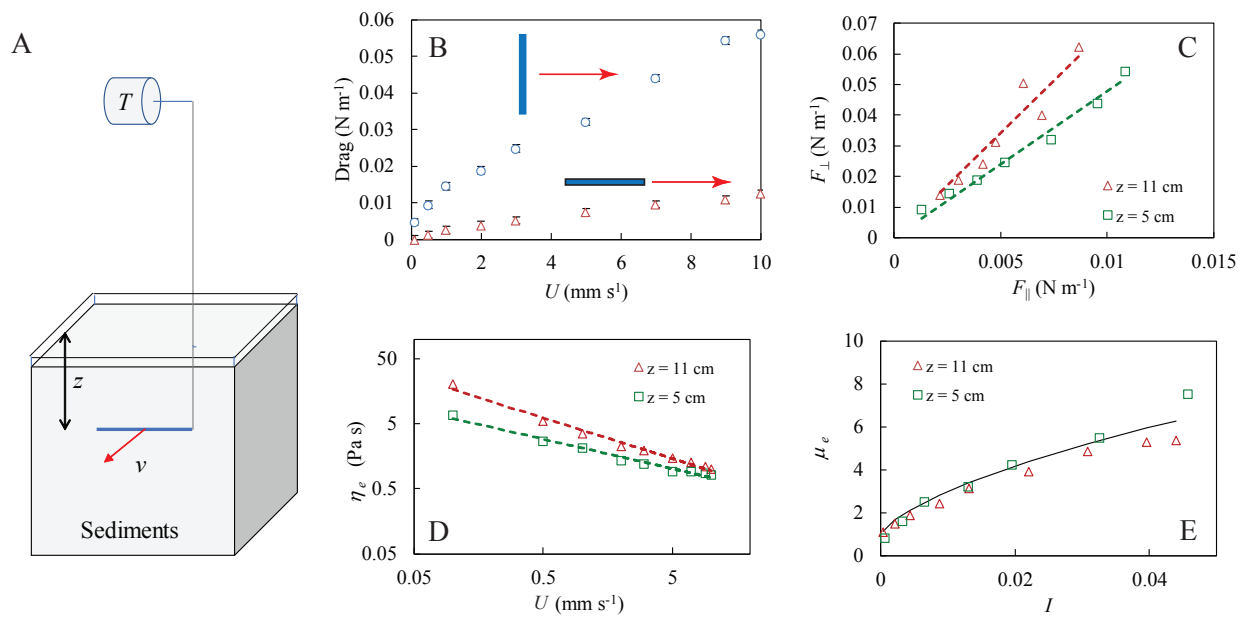 A
T
z
v
Sediments
B
Drag (N m-1)
0.06
0.05
0.04
0.03
0.02
0.01
0
0 2 4 6 8 10
U (mm s1)
C
F⊥ (N m-1)
0.07
0.06
0.05
0.04
0.03
0.02
0.01
0
z = 11 cm
z = 5 cm
0 0.005 0.01 0.015
F∥ (N m-1)
D
ηe (Pa s)
50
5
0.5
0.05
z = 11 cm
z = 5 cm
0.05 0.5 5
U (mm s-1)
E
μe
10
8
6
4
2
0
z = 11 cm
z = 5 cm
0 0.02 0.04
I